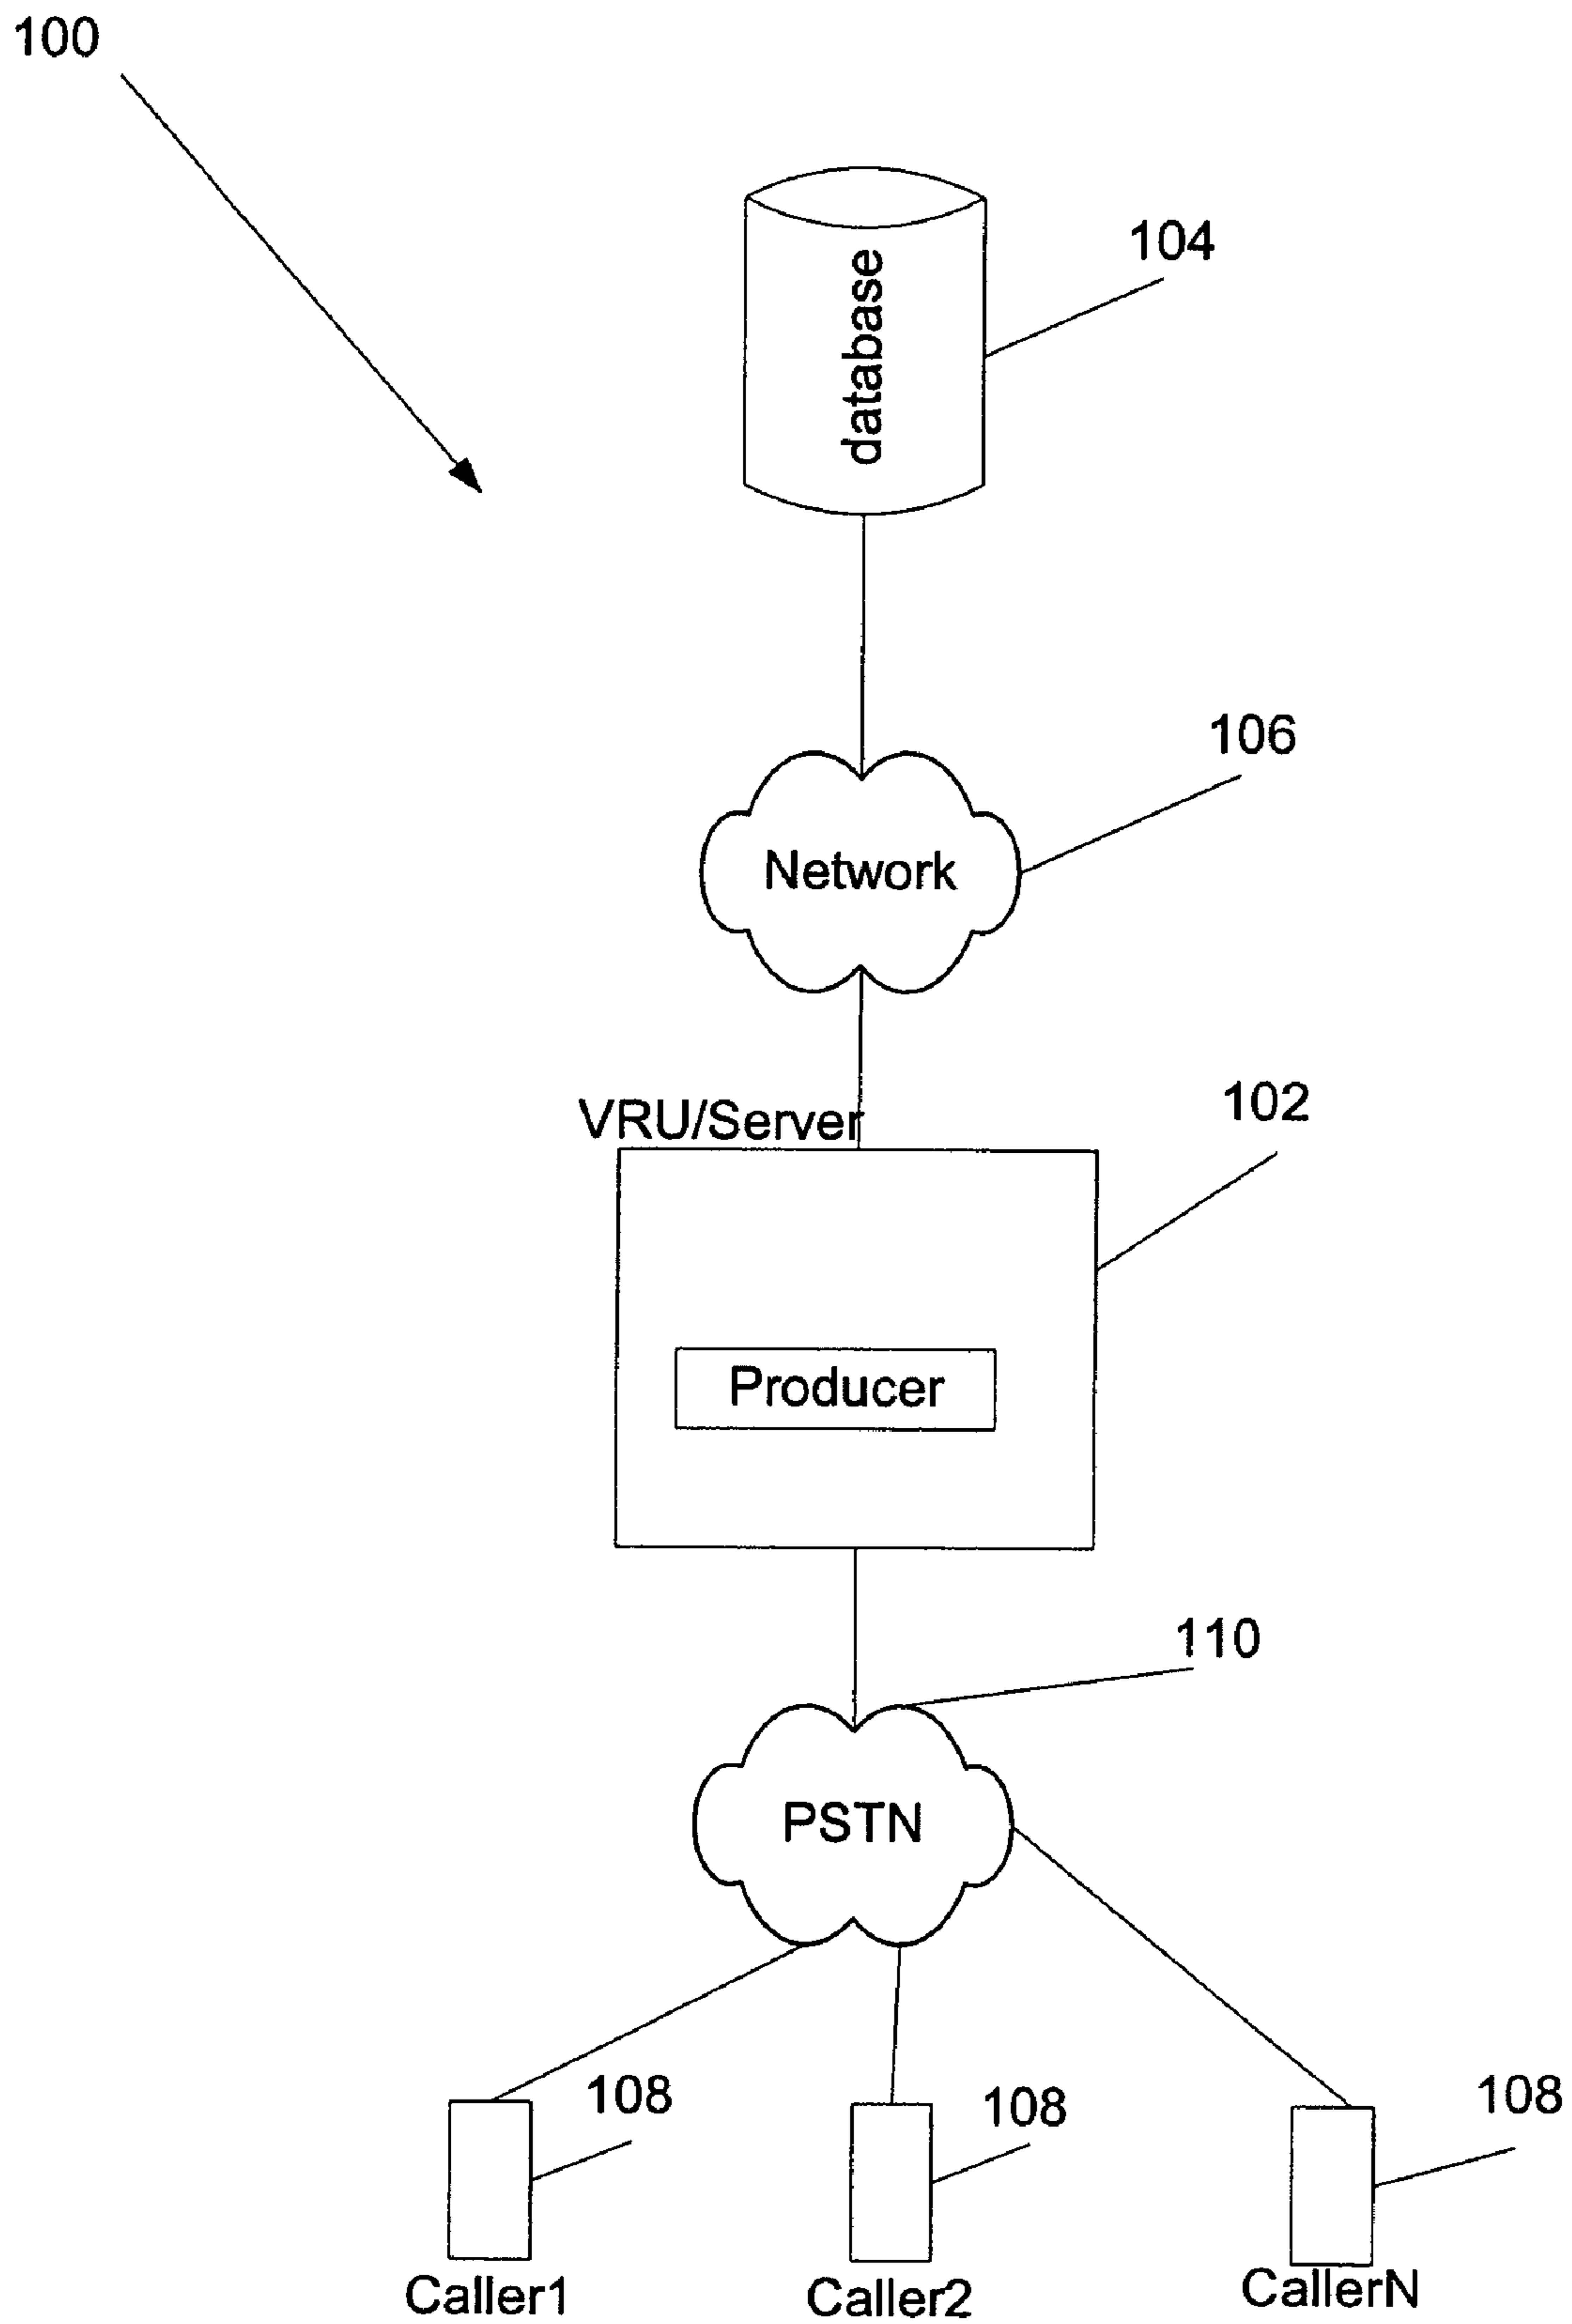 100
database
104
106
Network
VRU/Server
102
Producer
110
PSTN
108
108
108
Caller1
Caller2
CallerN